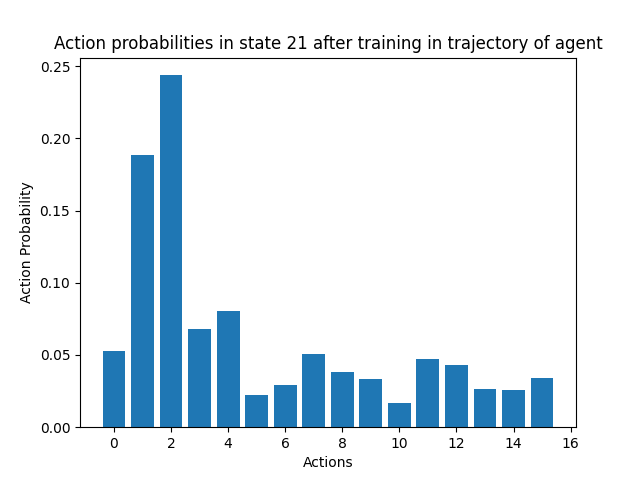 Action probabilities in state 21 after training in trajectory of agent
0.25
0.20
0.15
0.10
0.05
0.00
Action Probability
0 2 4 6 8 10 12 14 16
Actions